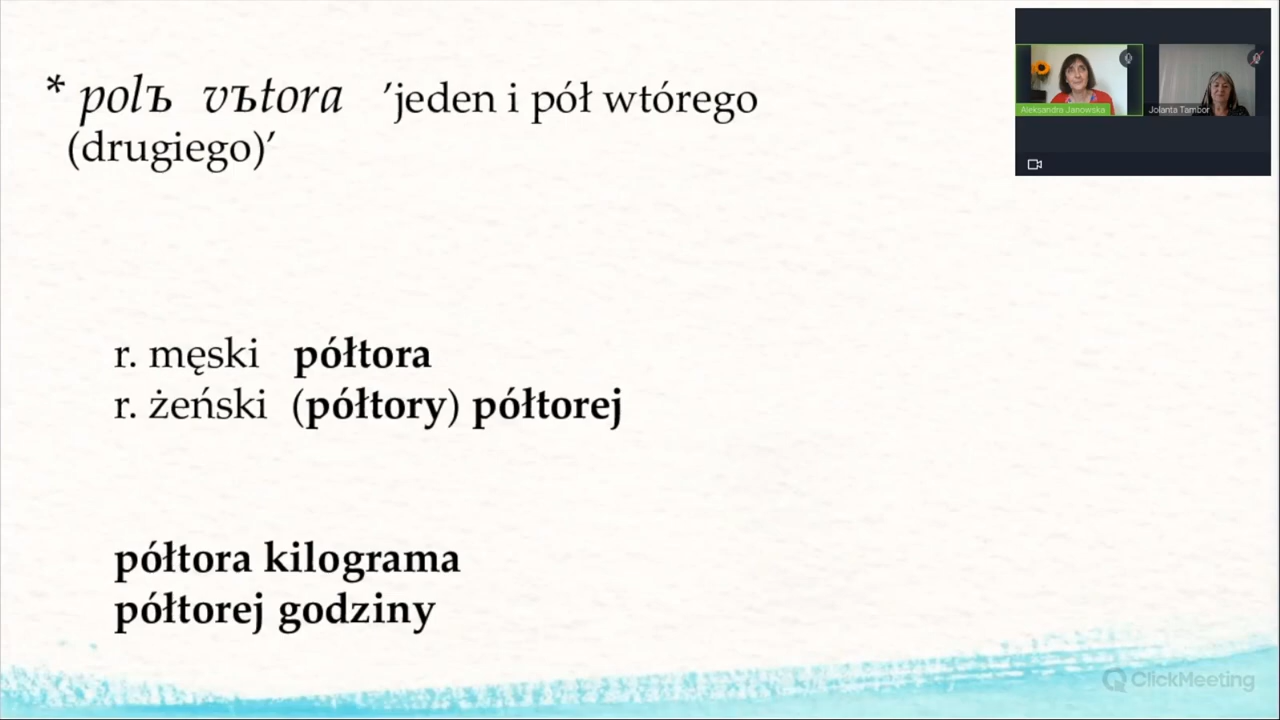 * polъ vъtora 'jeden i pół wtórego
(drugiego)'
r. męski półtora
r. żeński (półtory) półtorej
półtora kilograma
półtorej godziny
Aleksandra Janowska
Jolanta Tambor
ClickMeeting